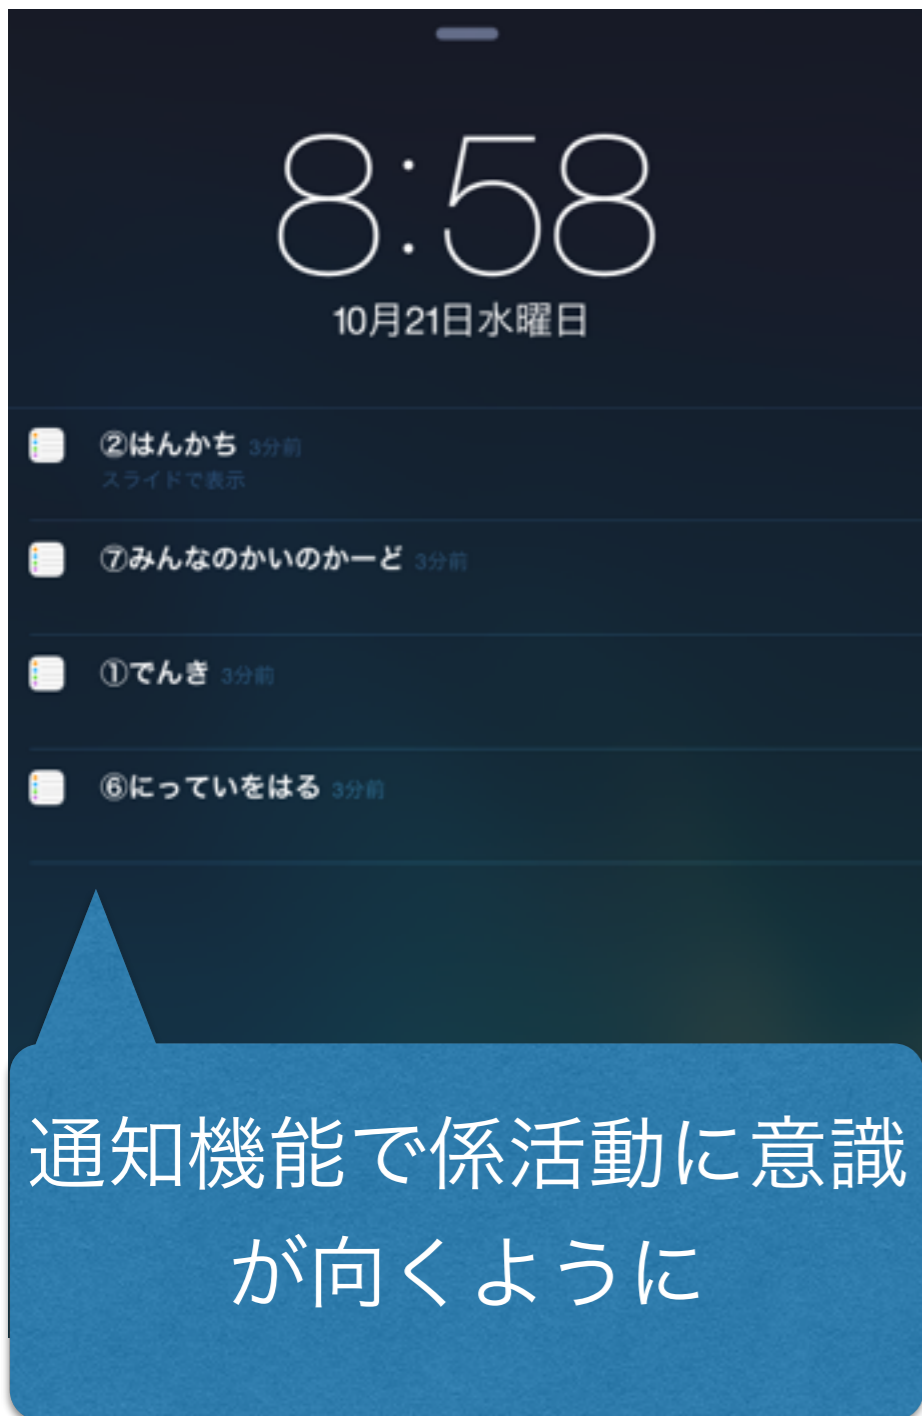 8:58
10月21日水曜日
②はんかち 3分前
スライドで表示
⑦みんなのかいのかーど 3分前
①でんき 3分前
⑥にっていをはる 3分前
通知機能で係活動に意識
が向くように